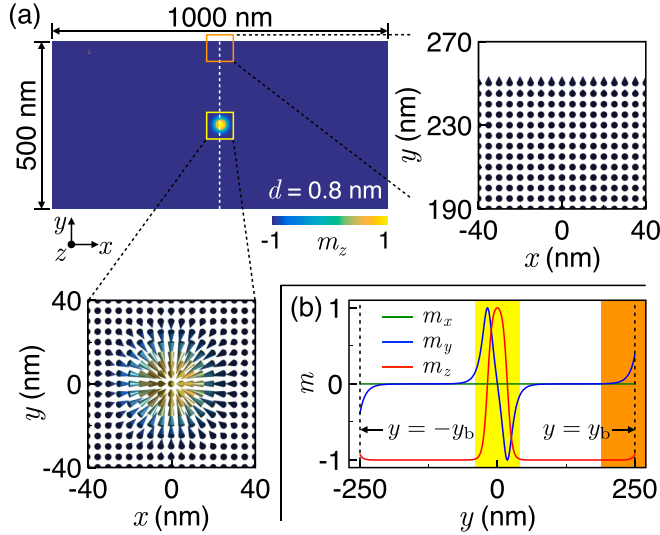 (a)
1000 nm
500 nm
d = 0.8 nm
-1 m_z 1
y
z x
270
230
190
y (nm)
-40 0 40
x (nm)
40
0
-40
y (nm)
-40 0 40
x (nm)
(b)
m_x
m_y
m_z
1
0
-1
m
y = -y_b
y = y_b
-250 0 250
y (nm)